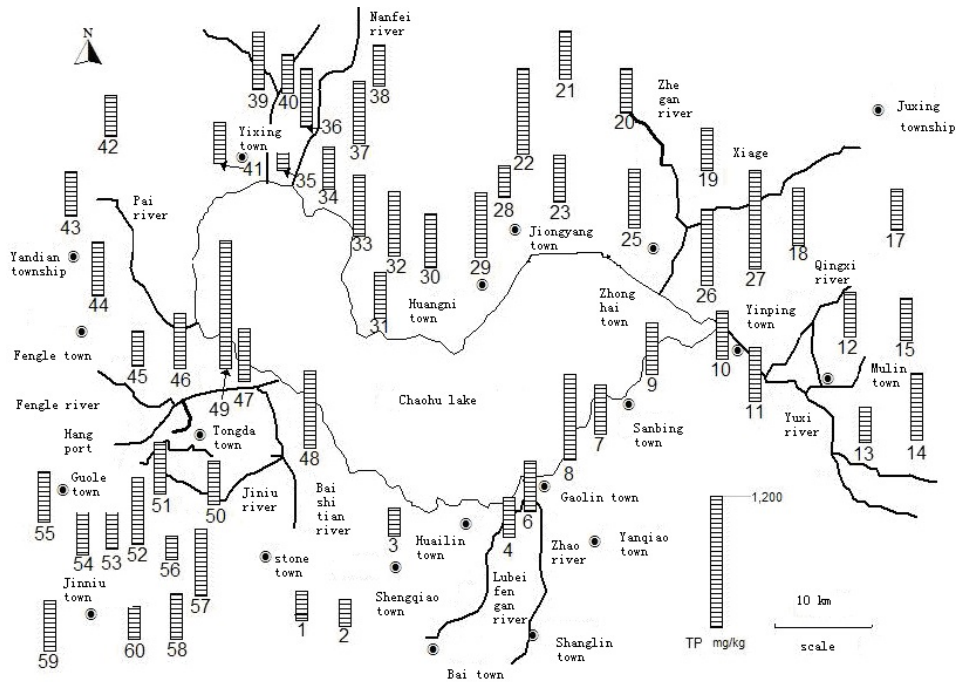 Nanfei
river
N
39
40
38
21
36
42
37
22
Zhe
gan
river
20
Juxing
township
Yixing
town
41
35
34
19
Xiage
28
23
43
Pai
river
33
32
30
29
Jiongyang
town
25
18
17
Yandian
township
44
26
27
Qingxi
river
31
Huangni
town
Zhong
hai
town
Yinping
town
12
15
Fengle town
45
46
47
49
9
10
11
Mulin
town
Fengle river
Chaohu lake
Hang
port
Tongda
town
48
8
7
Sanbing
town
Yuxi
river
13
14
Guole
town
51
50
Jiniu
river
Bai
shi
tian
river
6
Gaolin town
1,200
55
54
53
52
56
stone
town
3
Huailin
town
4
Zhao
river
Yanqiao
town
Jinniu
town
57
Shengqiao
town
Lubei
fen
gan
river
10 km
59
60
58
1
2
Shanglin
town
TP mg/kg
scale
Bai town